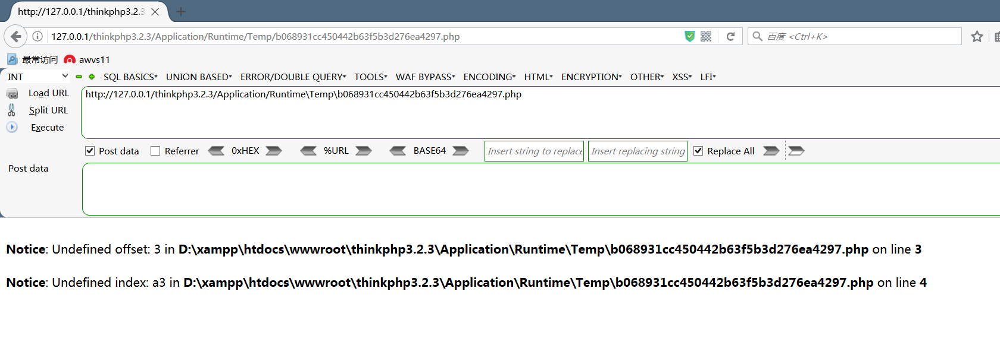 http://127.0.0.1/thinkphp3.2.3
127.0.0.1/thinkphp3.2.3/Application/Runtime/Temp/b068931cc450442b63f5b3d276ea4297.php
百度 <Ctrl+K>
最常访问 awvs11
INT SQL BASICS UNION BASED ERROR/DOUBLE QUERY TOOLS WAF BYPASS ENCODING HTML ENCRYPTION OTHER XSS LFI
Load URL http://127.0.0.1/thinkphp3.2.3/Application/Runtime\Temp\b068931cc450442b63f5b3d276ea4297.php
Split URL
Execute
Post data Referrer 0xHEX %URL BASE64 Insert string to replace Insert replacing string Replace All
Post data
Notice: Undefined offset: 3 in D:\xampp\htdocs\wwwroot\thinkphp3.2.3\Application\Runtime\Temp\b068931cc450442b63f5b3d276ea4297.php on line 3
Notice: Undefined index: a3 in D:\xampp\htdocs\wwwroot\thinkphp3.2.3\Application\Runtime\Temp\b068931cc450442b63f5b3d276ea4297.php on line 4